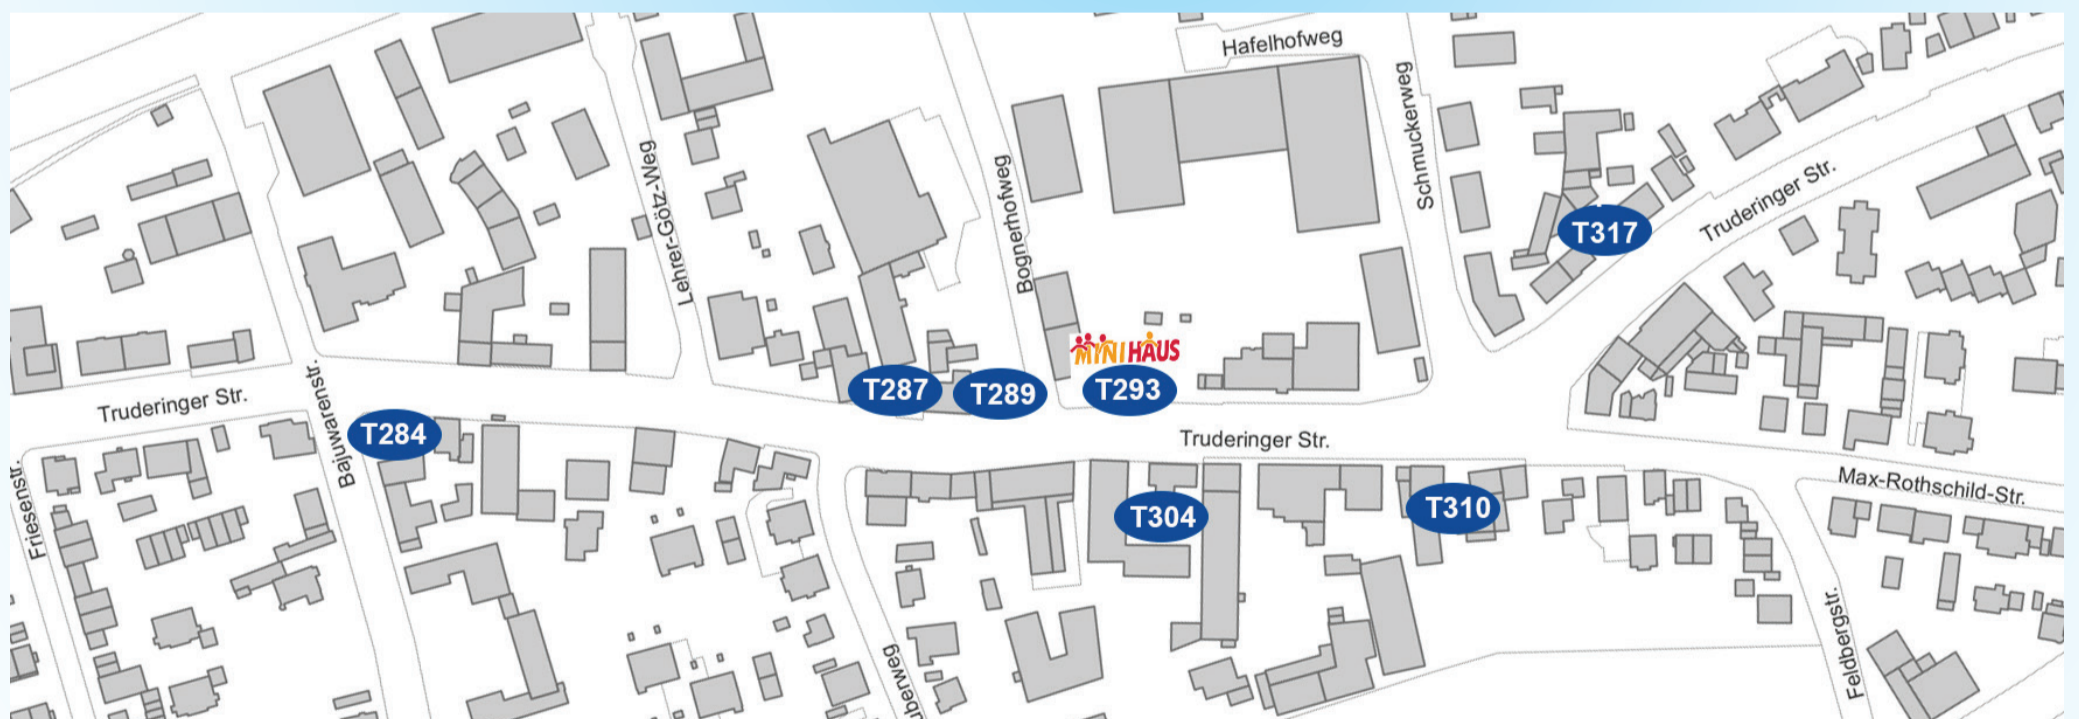 Hafelhofweg
Schmuckerweg
Lehrer-Götz-Weg
Bognerhofweg
Truderinger Str.
T317
MINIHAUS
T287
T289
T293
Truderinger Str.
Bajuwarenstr.
T284
Truderinger Str.
Friesenstr.
Max-Rothschild-Str.
T304
T310
Feldbergstr.